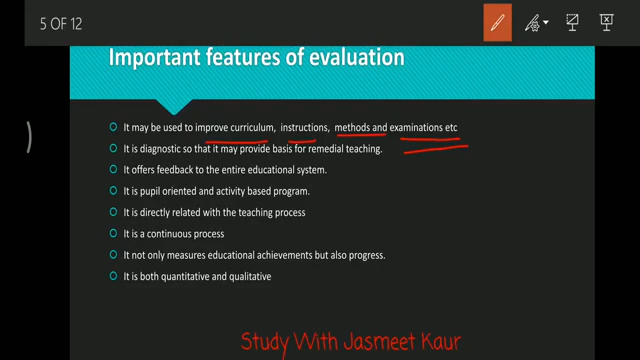 5 OF 12
Important features of evaluation
It may be used to improve curriculum, instructions, methods and examinations etc
It is diagnostic so that it may provide basis for remedial teaching.
It offers feedback to the entire educational system.
It is pupil oriented and activity based program.
It is directly related with the teaching process
It is a continuous process
It not only measures educational achievements but also progress.
It is both quantitative and qualitative
Study With Jasmeet Kaur